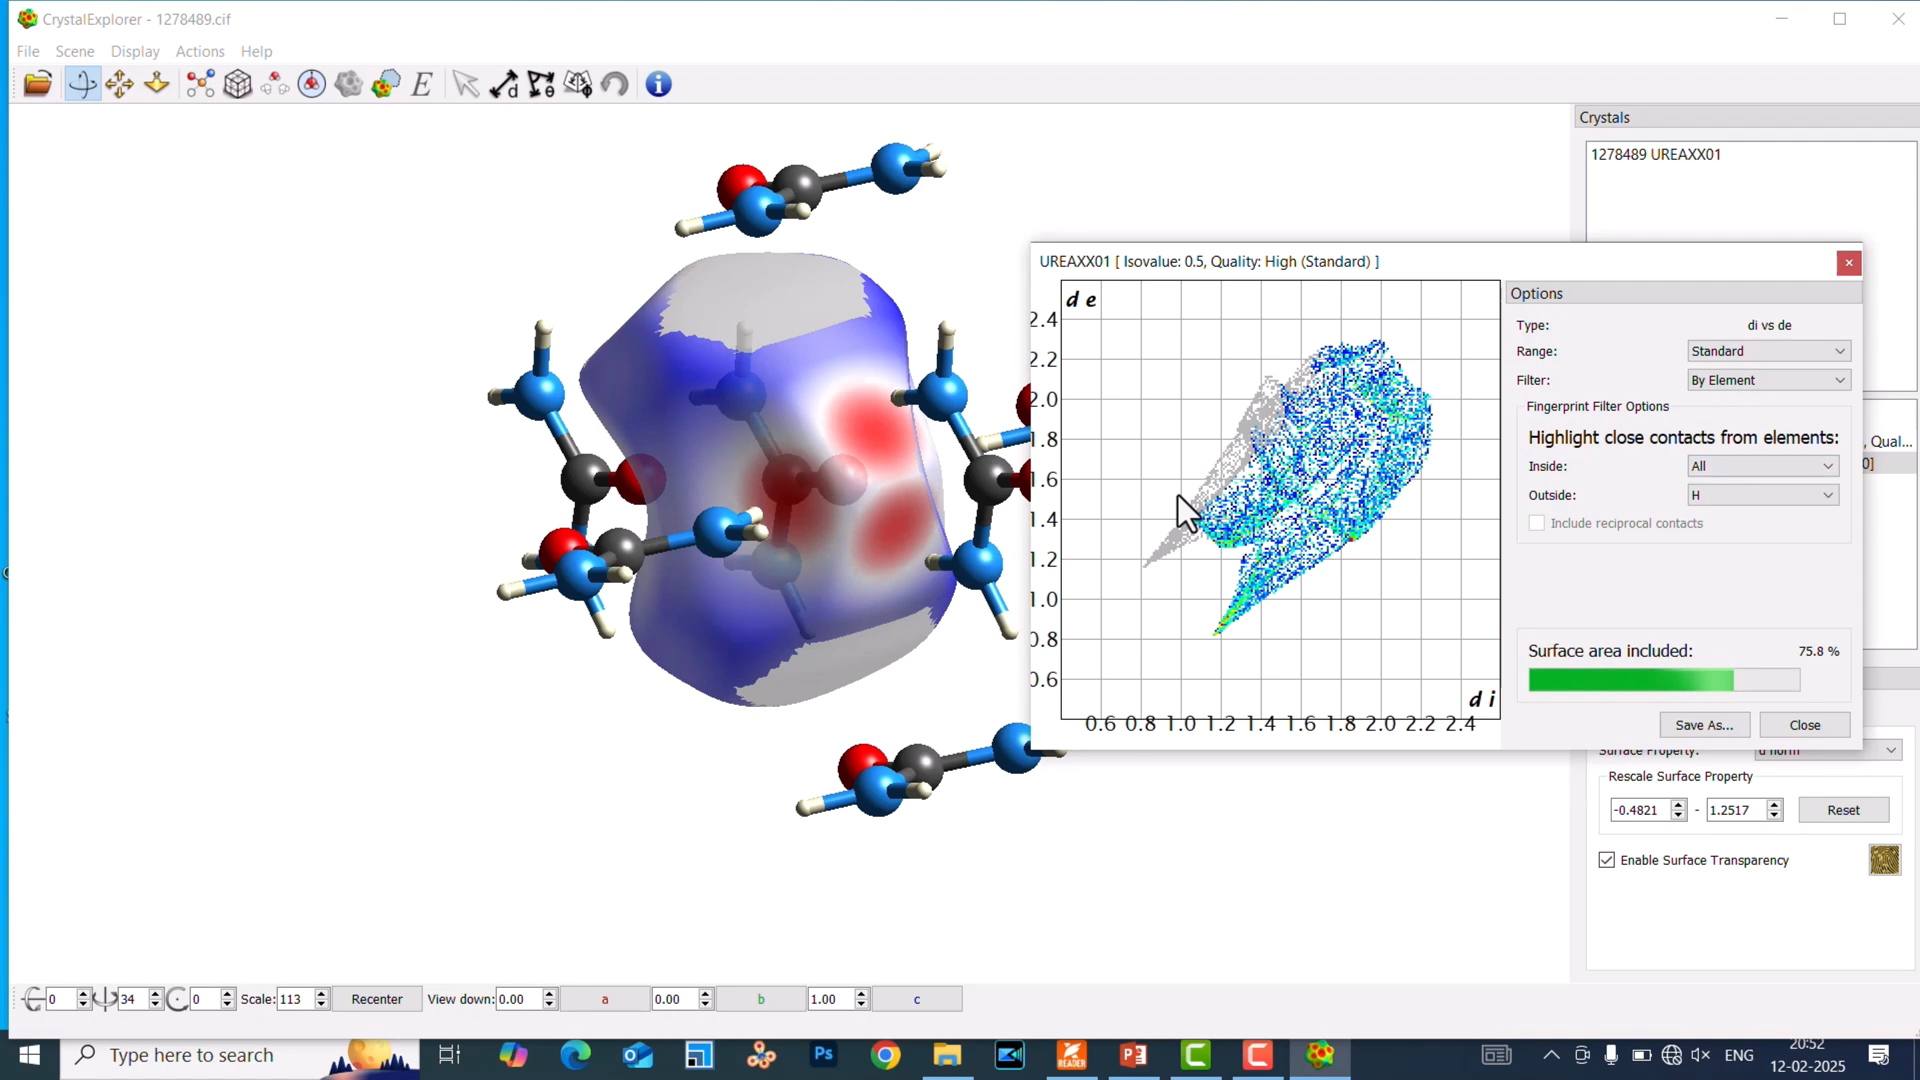 CrystalExplorer - 1278489.cif
File Scene Display Actions Help
E
d
θ
i
Crystals
1278489 UREAXX01
UREAXX01 [ Isovalue: 0.5, Quality: High (Standard) ]
d e
2.4
2.2
2.0
1.8
1.6
1.4
1.2
1.0
0.8
0.6
d i
0.6 0.8 1.0 1.2 1.4 1.6 1.8 2.0 2.2 2.4
Options
Type: di vs de
Range: Standard
Filter: By Element
Fingerprint Filter Options
Highlight close contacts from elements:
Inside: All
Outside: H
Include reciprocal contacts
Surface area included: 75.8 %
Save As... Close
, Qual...
0]
Surface Property: d norm
Rescale Surface Property
-0.4821 - 1.2517 Reset
Enable Surface Transparency
0 34 0 Scale: 113 Recenter View down: 0.00 a 0.00 b 1.00 c
Type here to search
Ps
READER
ENG
20:52
12-02-2025